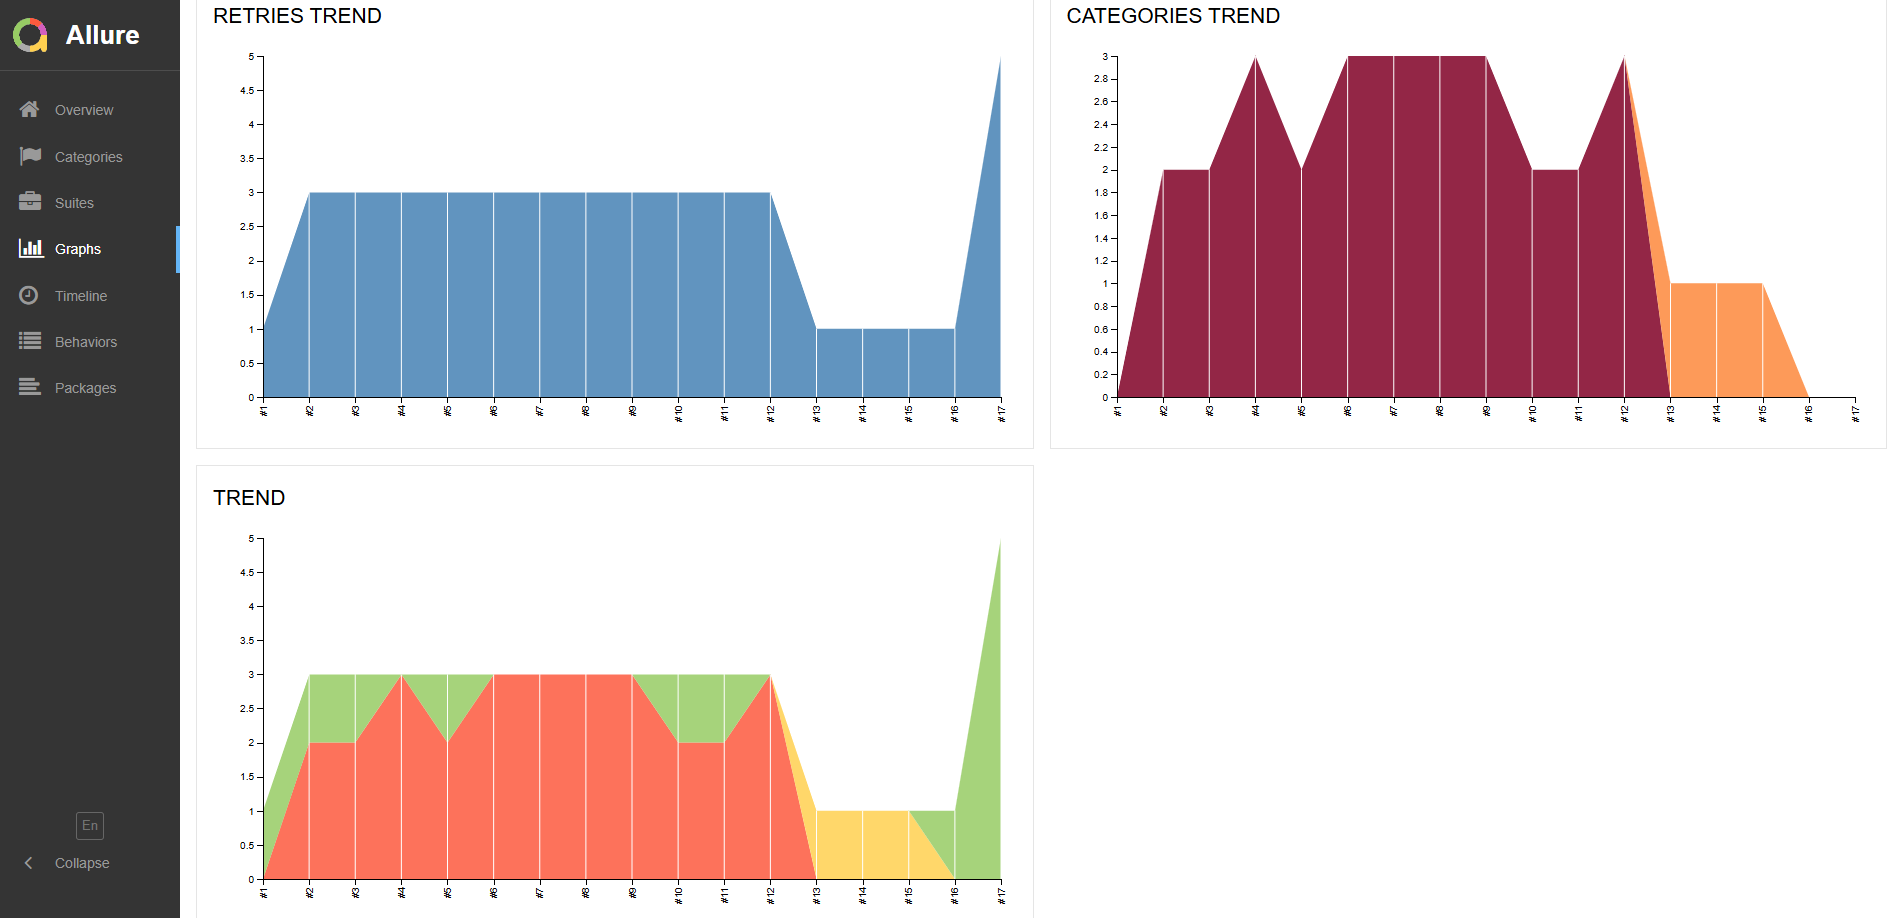 Allure
Overview
Categories
Suites
Graphs
Timeline
Behaviors
Packages
En
Collapse
RETRIES TREND
5
4.5
4
3.5
3
2.5
2
1.5
1
0.5
0
#1 #2 #3 #4 #5 #6 #7 #8 #9 #10 #11 #12 #13 #14 #15 #16 #17
CATEGORIES TREND
3
2.8
2.6
2.4
2.2
2
1.8
1.6
1.4
1.2
1
0.8
0.6
0.4
0.2
0
#1 #2 #3 #4 #5 #6 #7 #8 #9 #10 #11 #12 #13 #14 #15 #16 #17
TREND
5
4.5
4
3.5
3
2.5
2
1.5
1
0.5
0
#1 #2 #3 #4 #5 #6 #7 #8 #9 #10 #11 #12 #13 #14 #15 #16 #17